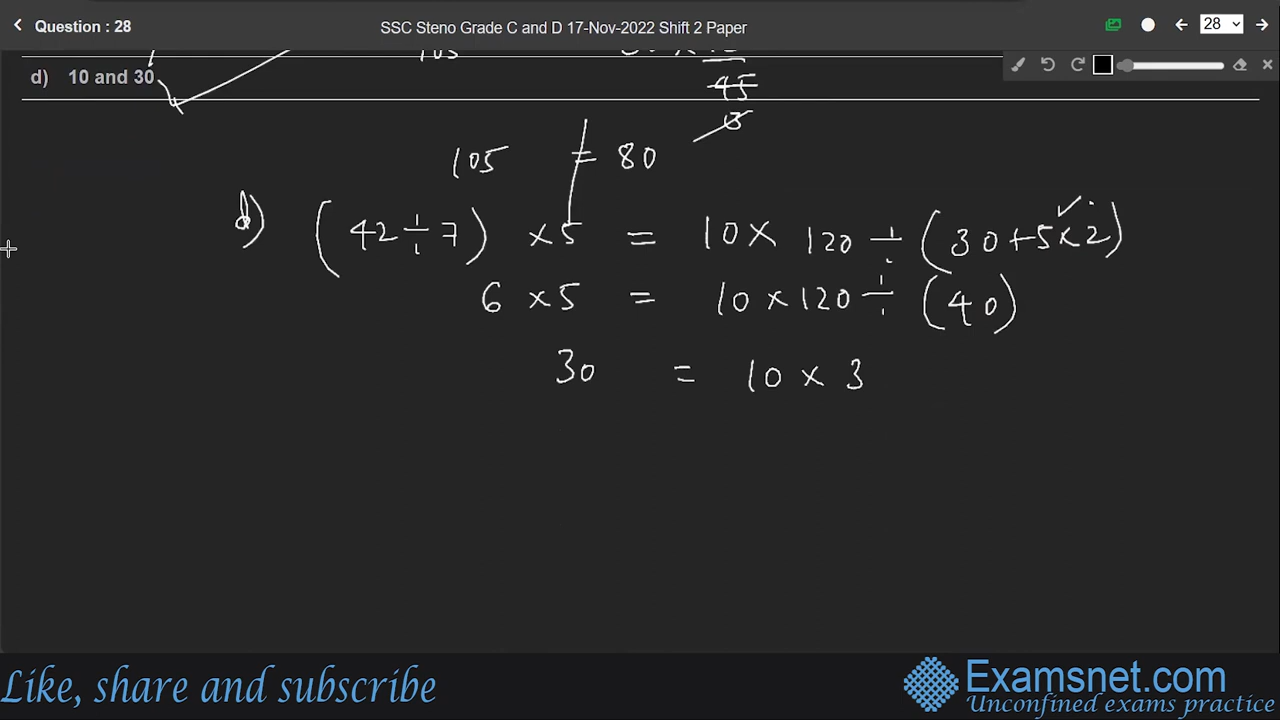 Question : 28
SSC Steno Grade C and D 17-Nov-2022 Shift 2 Paper
28
105
45
d) 10 and 30
105 = 80
d) (42 ÷ 7) × 5 = 10 × 120 ÷ (30 + 5 × 2)
6 × 5 = 10 × 120 ÷ (40)
30 = 10 × 3
Like, share and subscribe
Examsnet.com
Unconfined exams practice